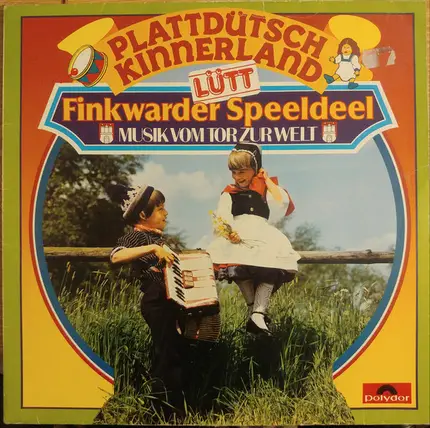 PLATTDÜTSCH
KINNERLAND
LÜTT
Finkwarder Speeldeel
MUSIK VOM TOR ZUR WELT
polydor